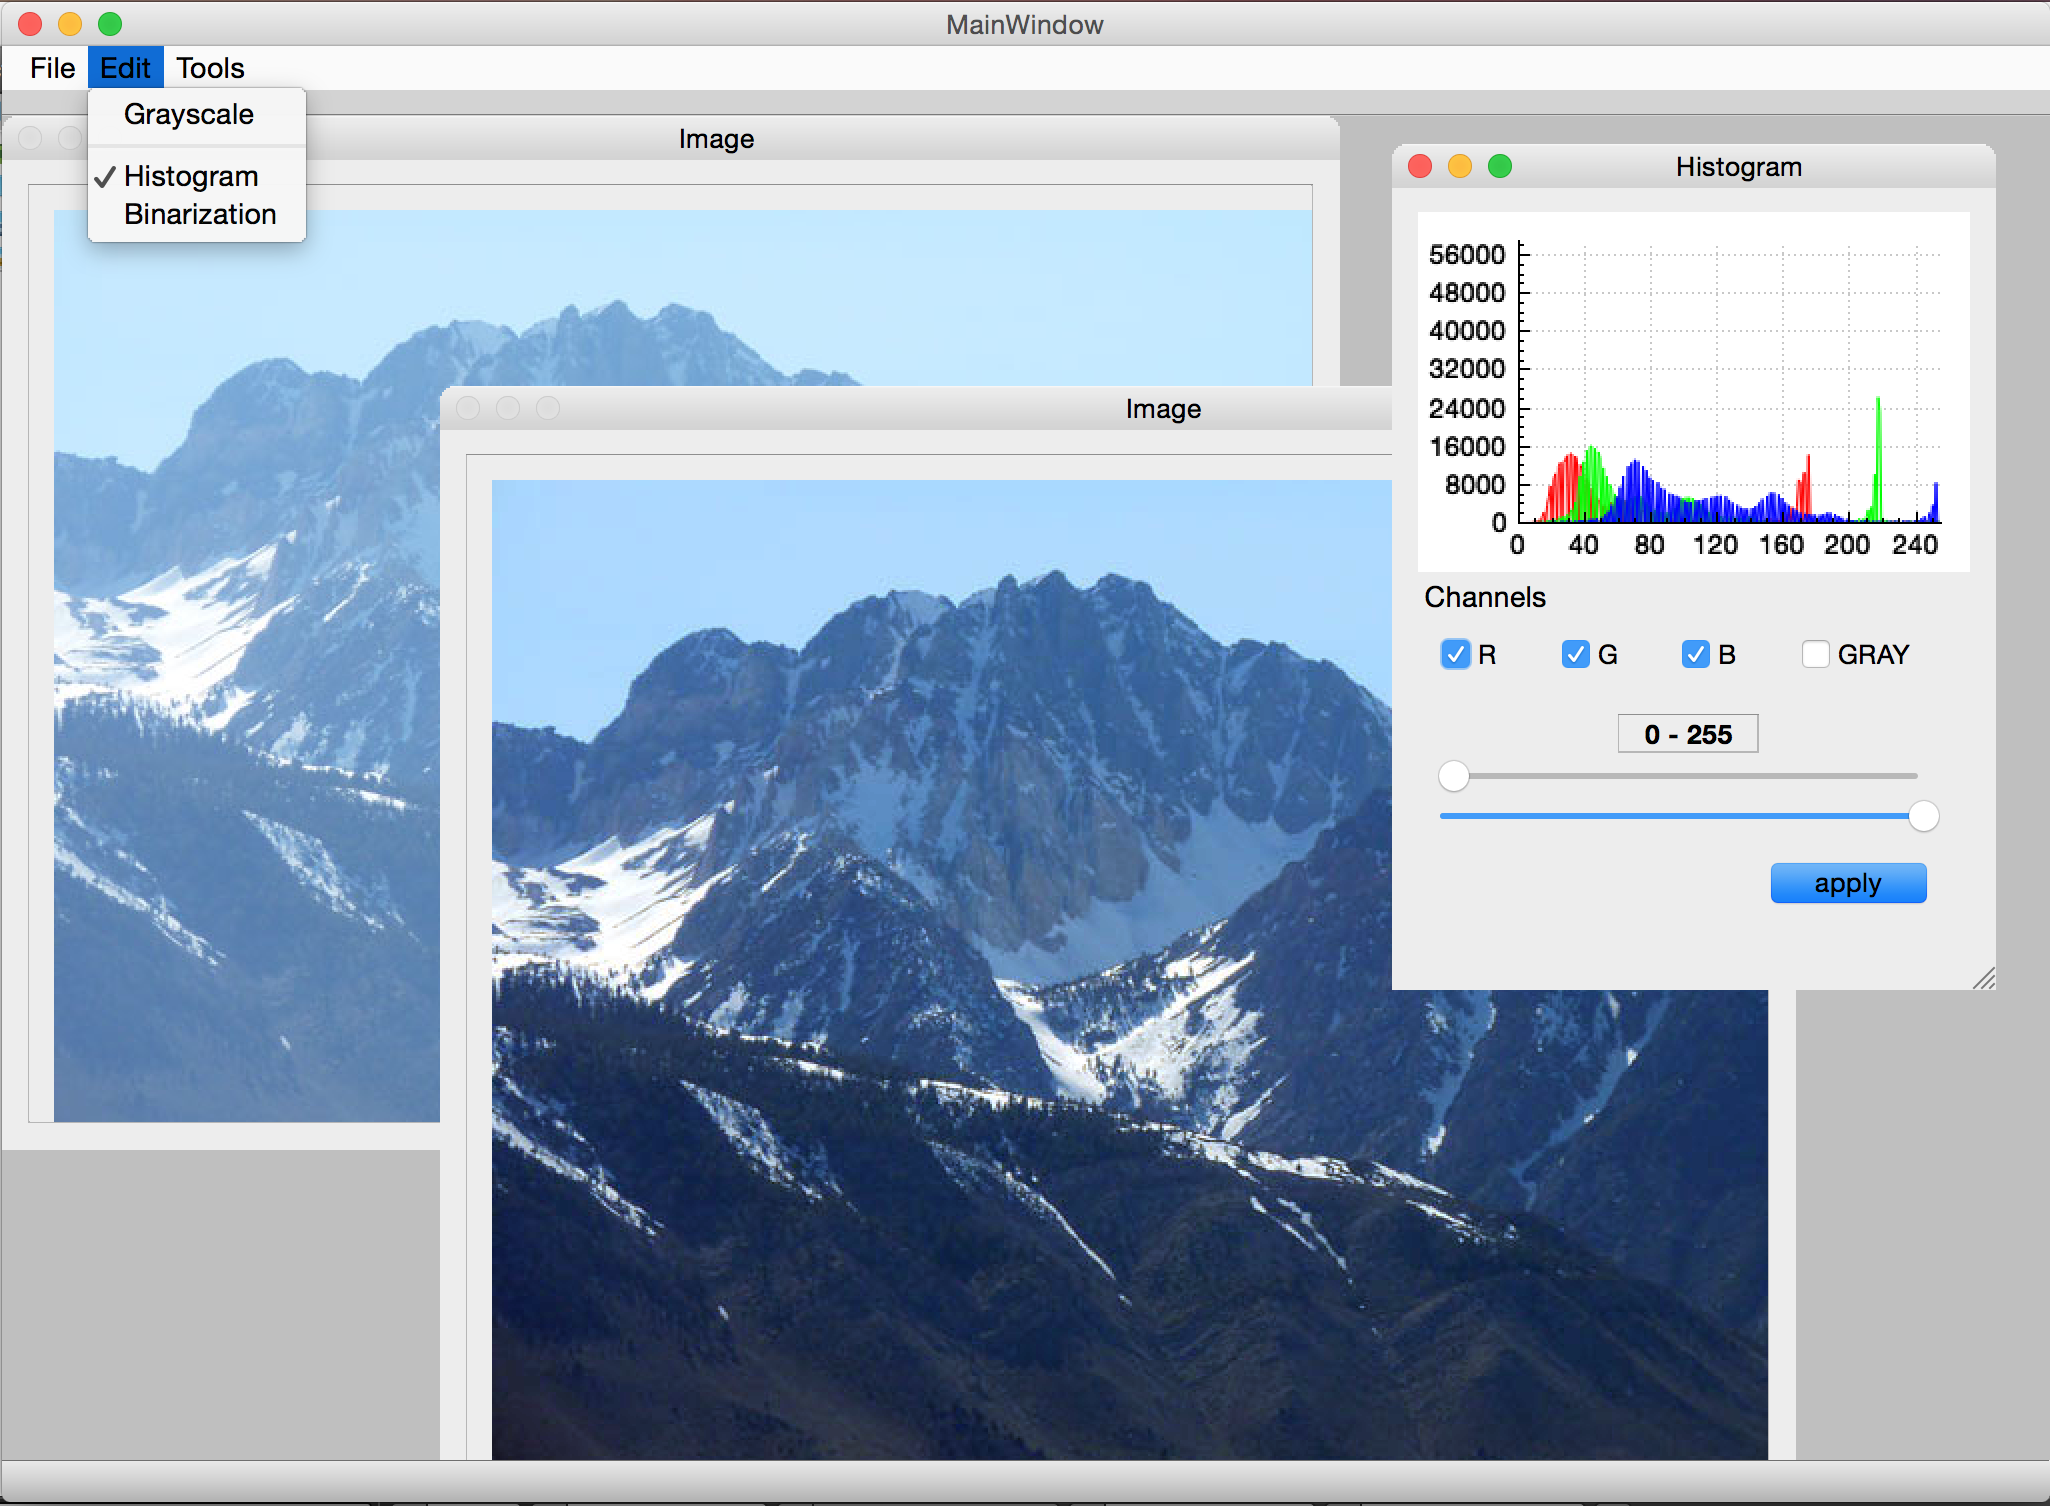 MainWindow
File Edit Tools
Grayscale
Histogram
Binarization
Image
Image
Histogram
56000
48000
40000
32000
24000
16000
8000
0
0 40 80 120 160 200 240
Channels
R G B GRAY
0 - 255
apply